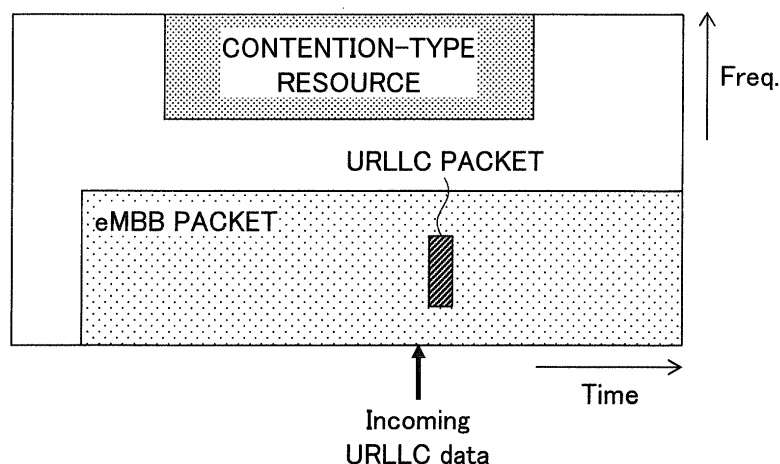 CONTENTION-TYPE
RESOURCE
Freq.
URLLC PACKET
eMBB PACKET
Time
Incoming
URLLC data